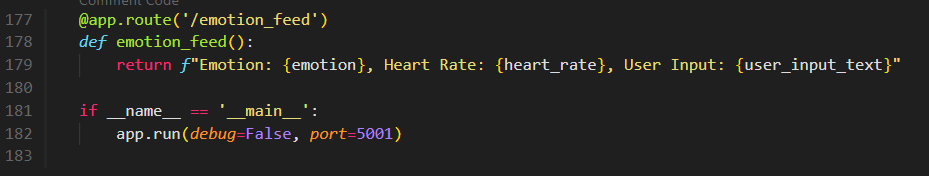 Comment Code
177 @app.route('/emotion_feed')
178 def emotion_feed():
179 return f"Emotion: {emotion}, Heart Rate: {heart_rate}, User Input: {user_input_text}"
180
181 if __name__ == '__main__':
182 app.run(debug=False, port=5001)
183